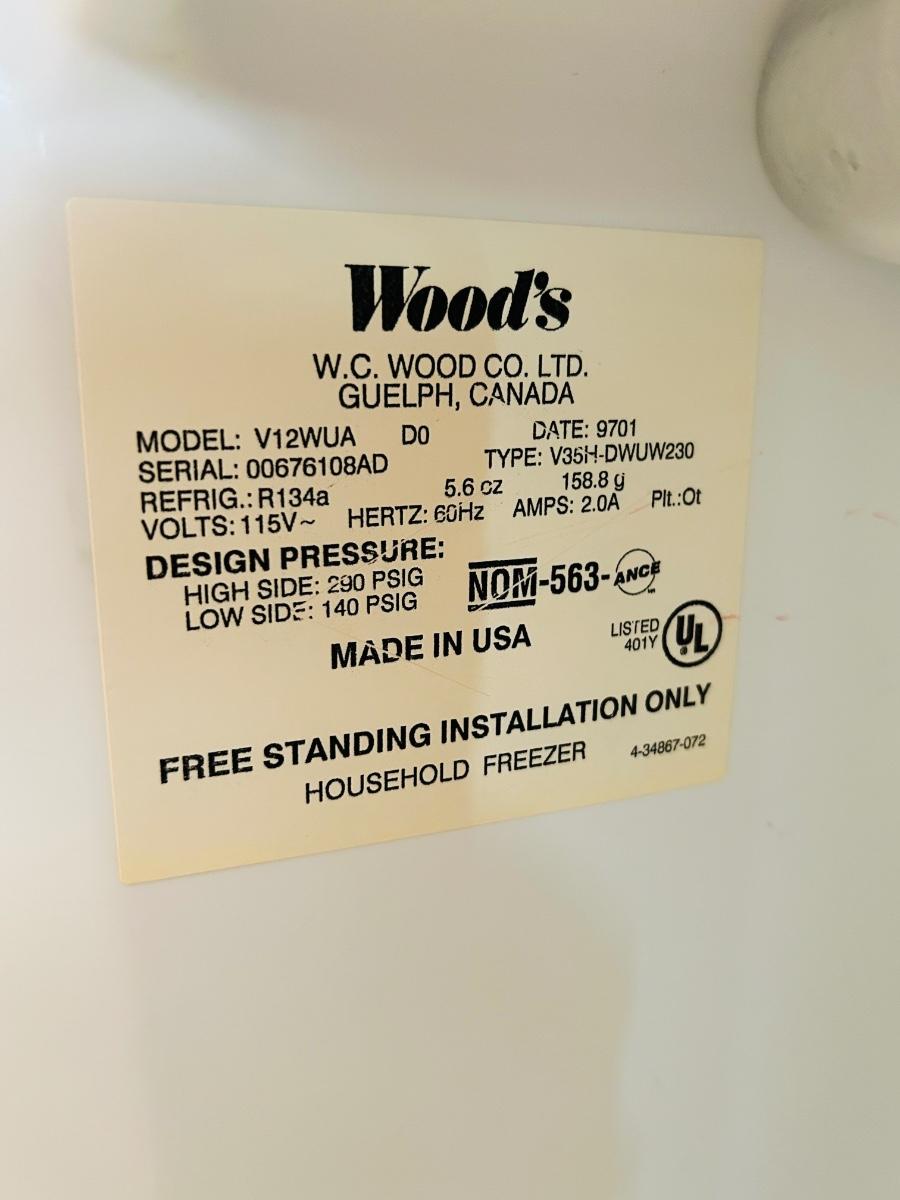 Wood's
W.C. WOOD CO. LTD.
GUELPH, CANADA
MODEL: V12WUA D0 DATE: 9701
SERIAL: 00676108AD TYPE: V35H-DWUW230
REFRIG.: R134a 5.6 oz 158.8 g
VOLTS: 115V~ HERTZ: 60Hz AMPS: 2.0A Plt.:Ot
DESIGN PRESSURE:
HIGH SIDE: 290 PSIG
LOW SIDE: 140 PSIG
NOM-563-ANCE
MADE IN USA
LISTED
401Y
UL
FREE STANDING INSTALLATION ONLY
HOUSEHOLD FREEZER 4-34867-072